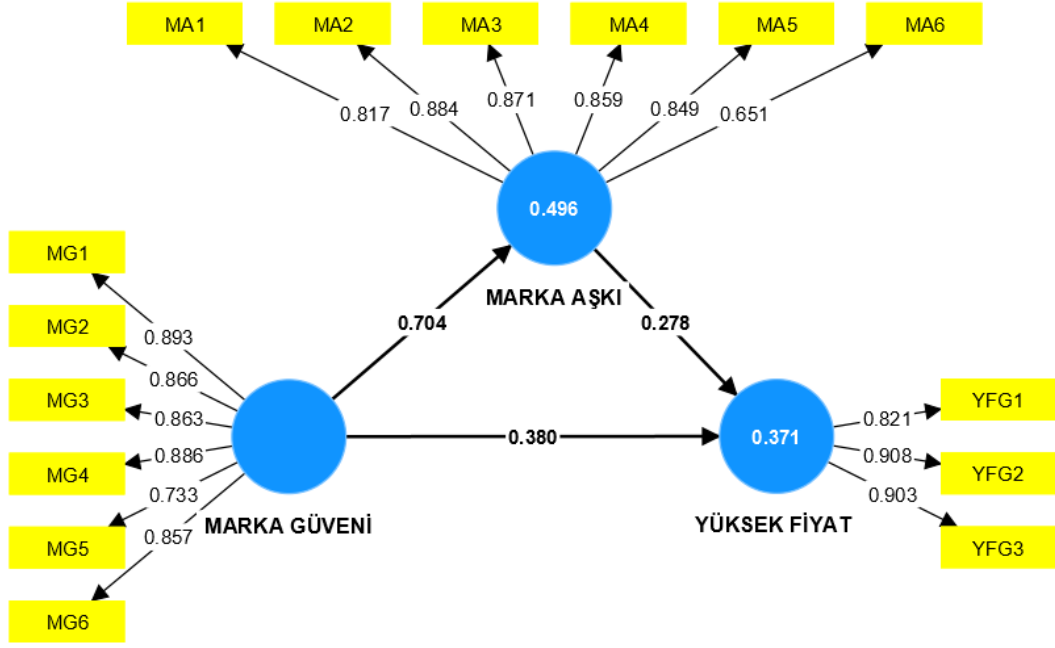 MA1
MA2
MA3
MA4
MA5
MA6
0.817
0.884
0.871
0.859
0.849
0.651
0.496
MARKA AŞKI
MG1
MG2
MG3
MG4
MG5
MG6
0.893
0.866
0.863
0.886
0.733
0.857
0.704
0.278
0.380
MARKA GÜVENİ
0.371
YÜKSEK FİYAT
0.821
0.908
0.903
YFG1
YFG2
YFG3